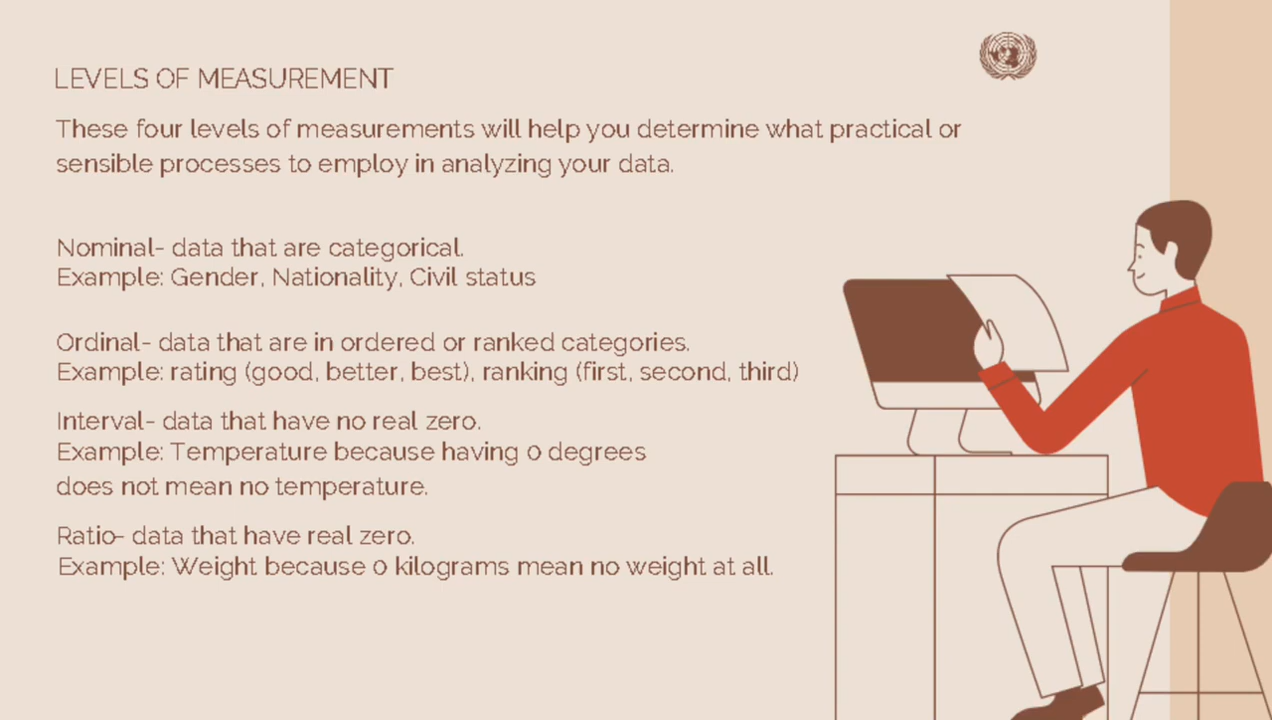 LEVELS OF MEASUREMENT
These four levels of measurements will help you determine what practical or
sensible processes to employ in analyzing your data.
Nominal- data that are categorical.
Example: Gender, Nationality, Civil status
Ordinal- data that are in ordered or ranked categories.
Example: rating (good, better, best), ranking (first, second, third)
Interval- data that have no real zero.
Example: Temperature because having 0 degrees
does not mean no temperature.
Ratio- data that have real zero.
Example: Weight because 0 kilograms mean no weight at all.